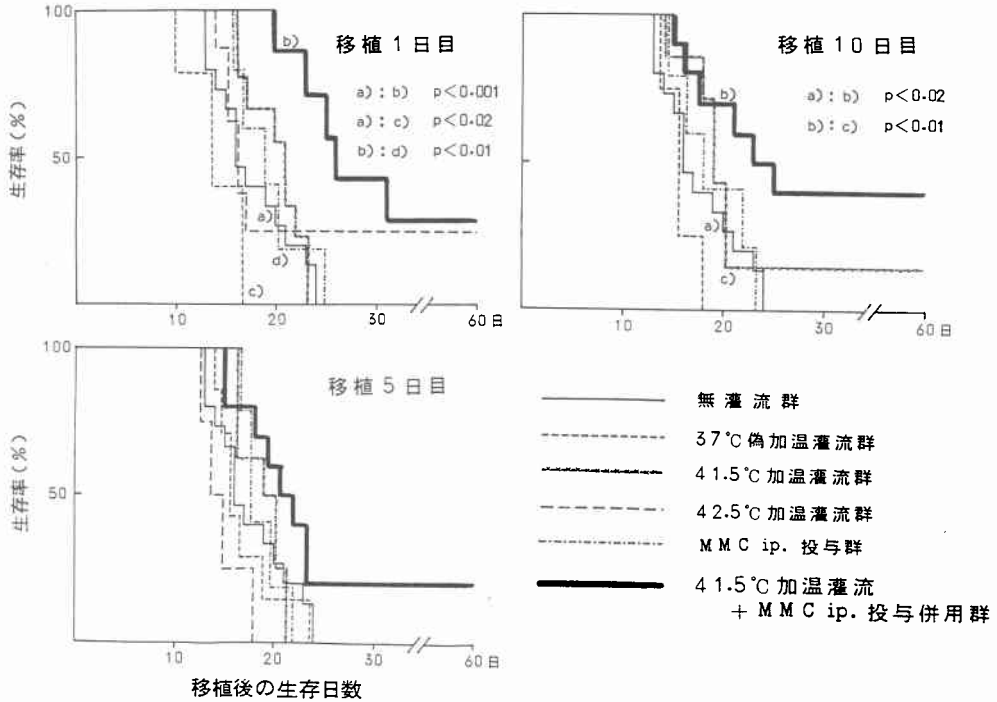 移植1日目
a):b) p<0.001
a):c) p<0.02
b):d) p<0.01
生存率(%)
100
50
b)
a)
d)
c)
10
20
30
60日
移植10日目
a):b) p<0.02
b):c) p<0.01
b)
a)
c)
10
20
30
60日
移植5日目
生存率(%)
100
50
10
20
30
60日
移植後の生存日数
無灌流群
37℃偽加温灌流群
41.5℃加温灌流群
42.5℃加温灌流群
MMC ip. 投与群
41.5℃加温灌流
+ MMC ip. 投与併用群